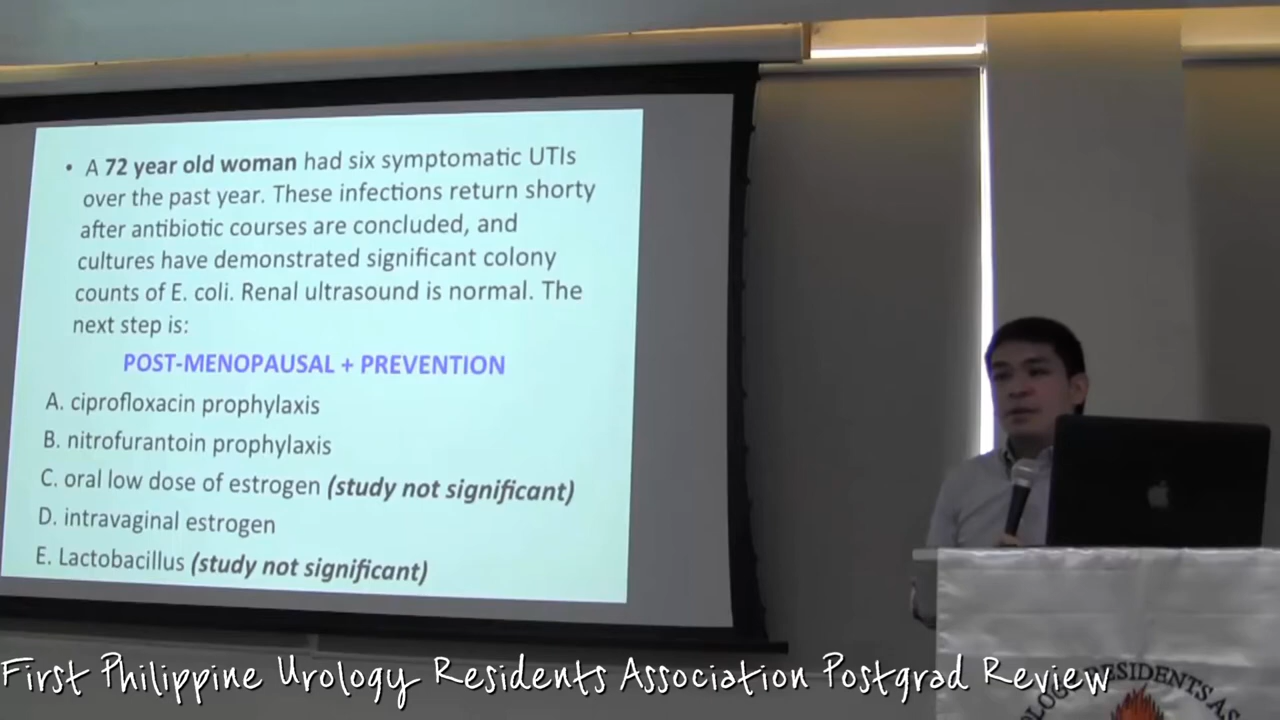 • A 72 year old woman had six symptomatic UTIs
over the past year. These infections return shorty
after antibiotic courses are concluded, and
cultures have demonstrated significant colony
counts of E. coli. Renal ultrasound is normal. The
next step is:
POST-MENOPAUSAL + PREVENTION
A. ciprofloxacin prophylaxis
B. nitrofurantoin prophylaxis
C. oral low dose of estrogen (study not significant)
D. intravaginal estrogen
E. Lactobacillus (study not significant)
First Philippine Urology Residents Association Postgrad Review
RESIDENTS